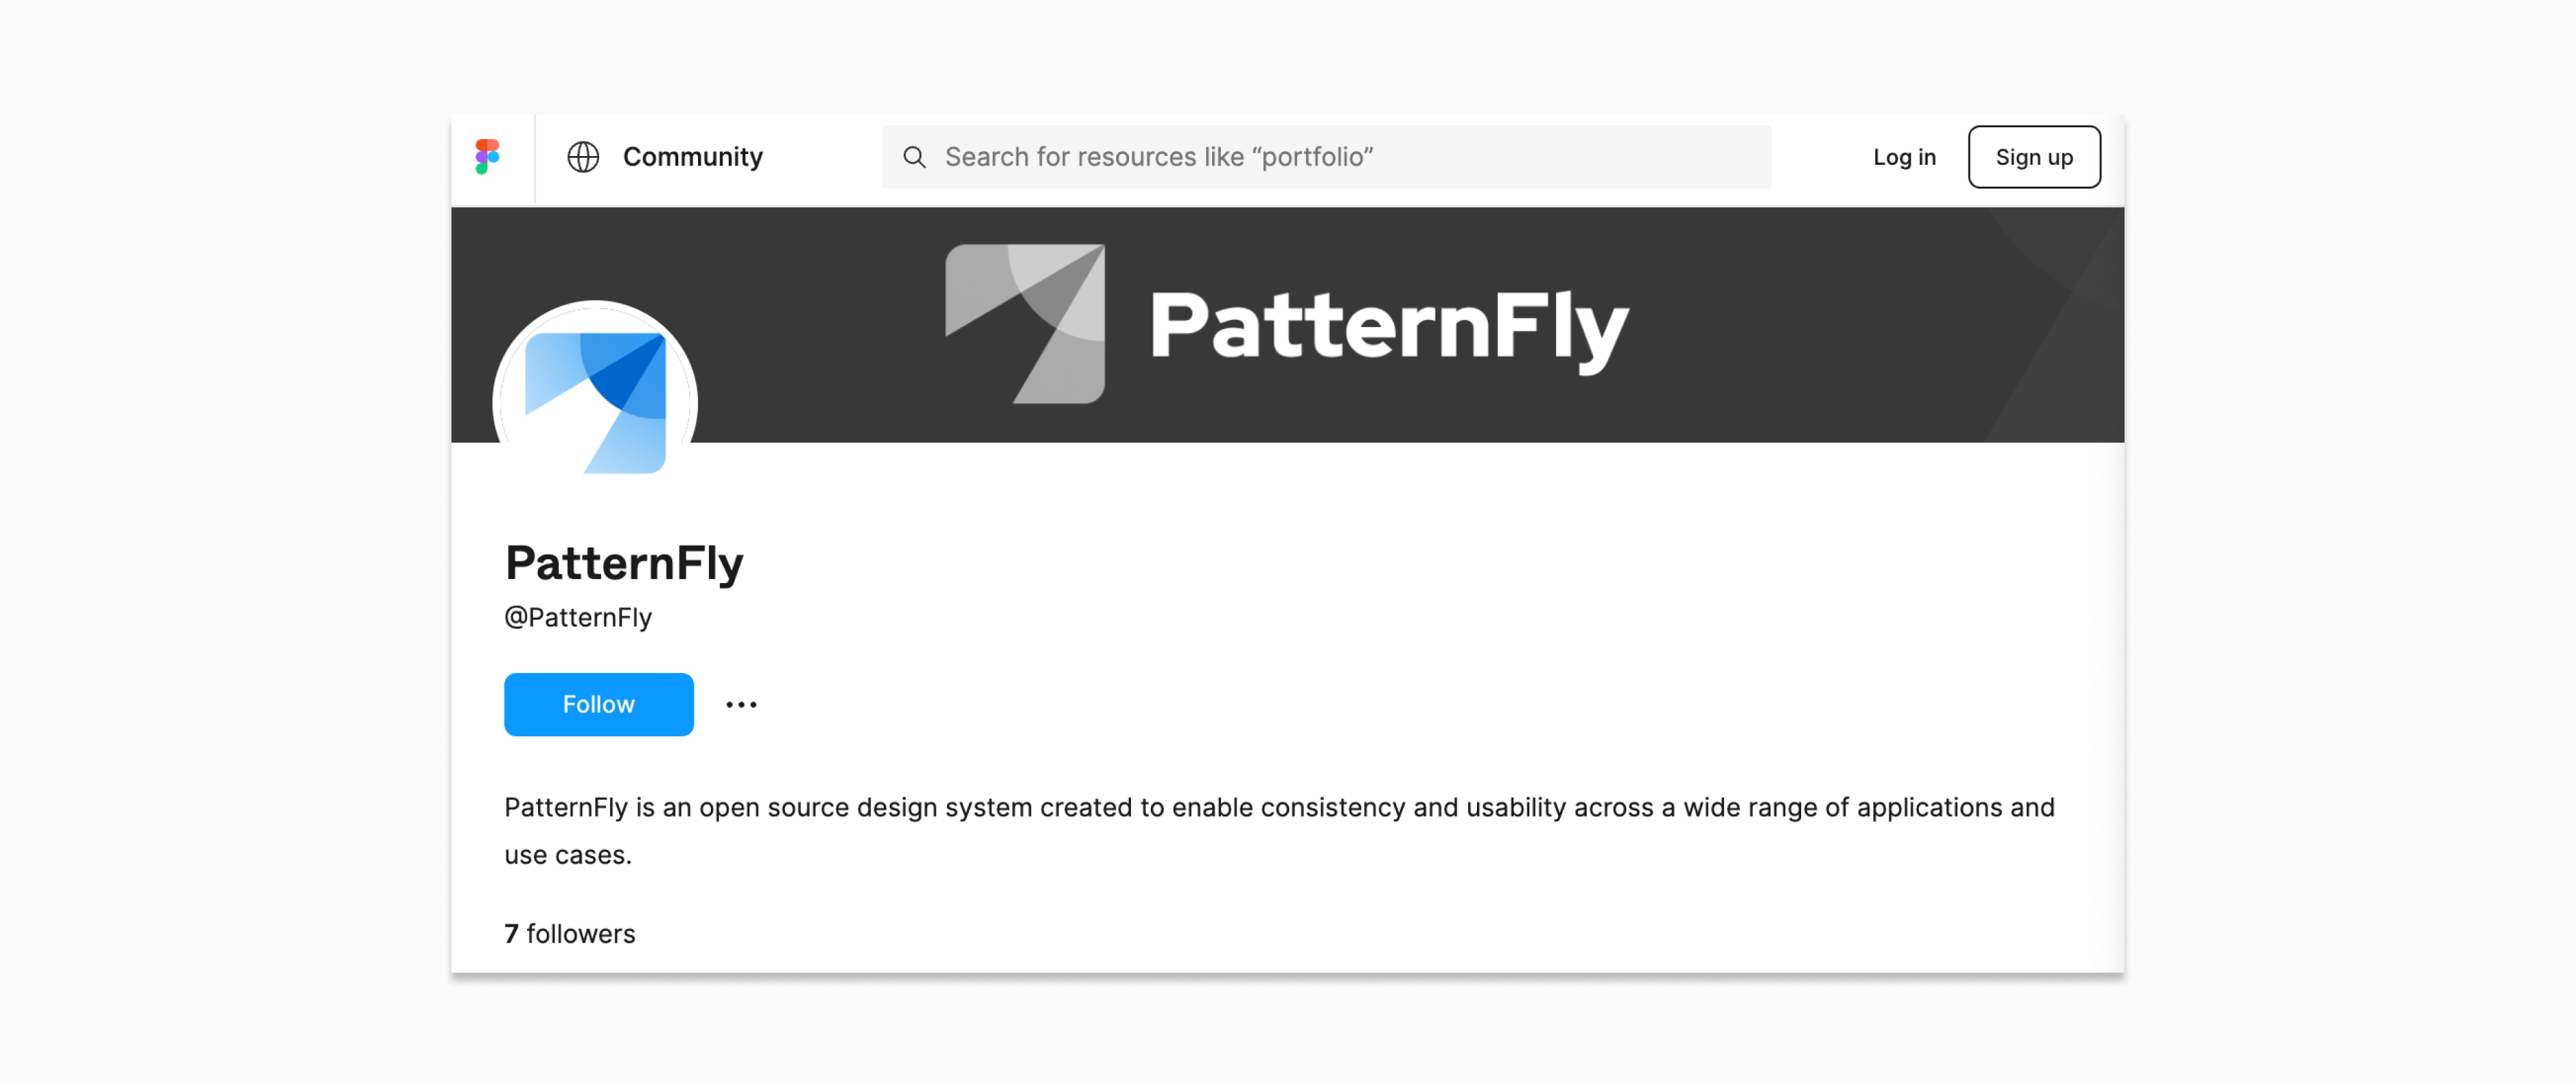 Community
Search for resources like “portfolio”
Log in
Sign up
PatternFly
PatternFly
@PatternFly
Follow
PatternFly is an open source design system created to enable consistency and usability across a wide range of applications and
use cases.
7 followers